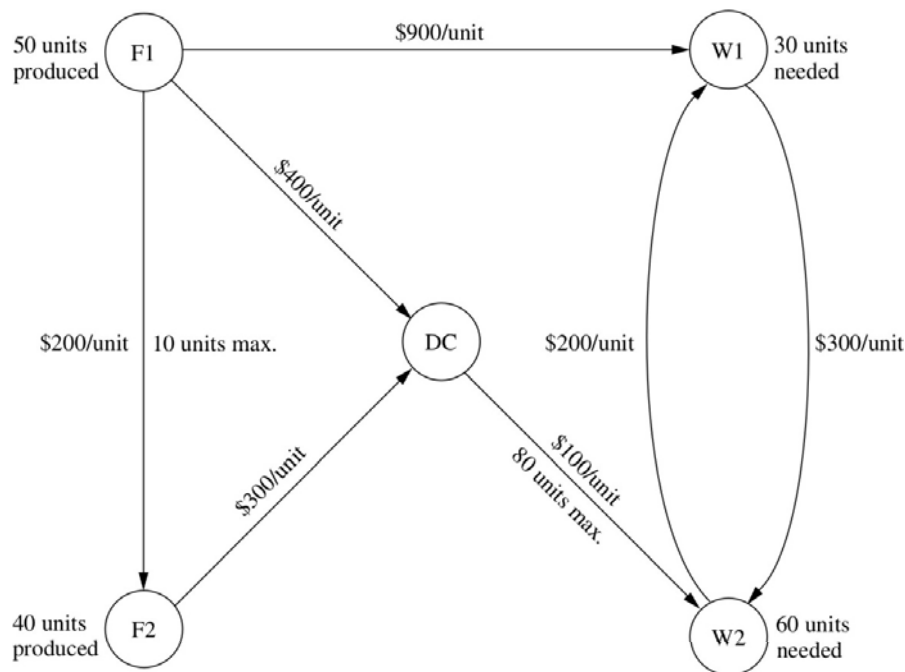 $900/unit
50 units
produced
F1
W1
30 units
needed
$400/unit
$200/unit
10 units max.
DC
$200/unit
$300/unit
$300/unit
$100/unit
80 units max.
40 units
produced
F2
W2
60 units
needed